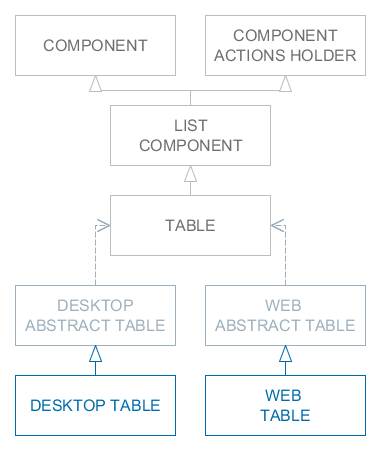 COMPONENT
COMPONENT
ACTIONS HOLDER
LIST
COMPONENT
TABLE
DESKTOP
ABSTRACT TABLE
WEB
ABSTRACT TABLE
DESKTOP TABLE
WEB
TABLE